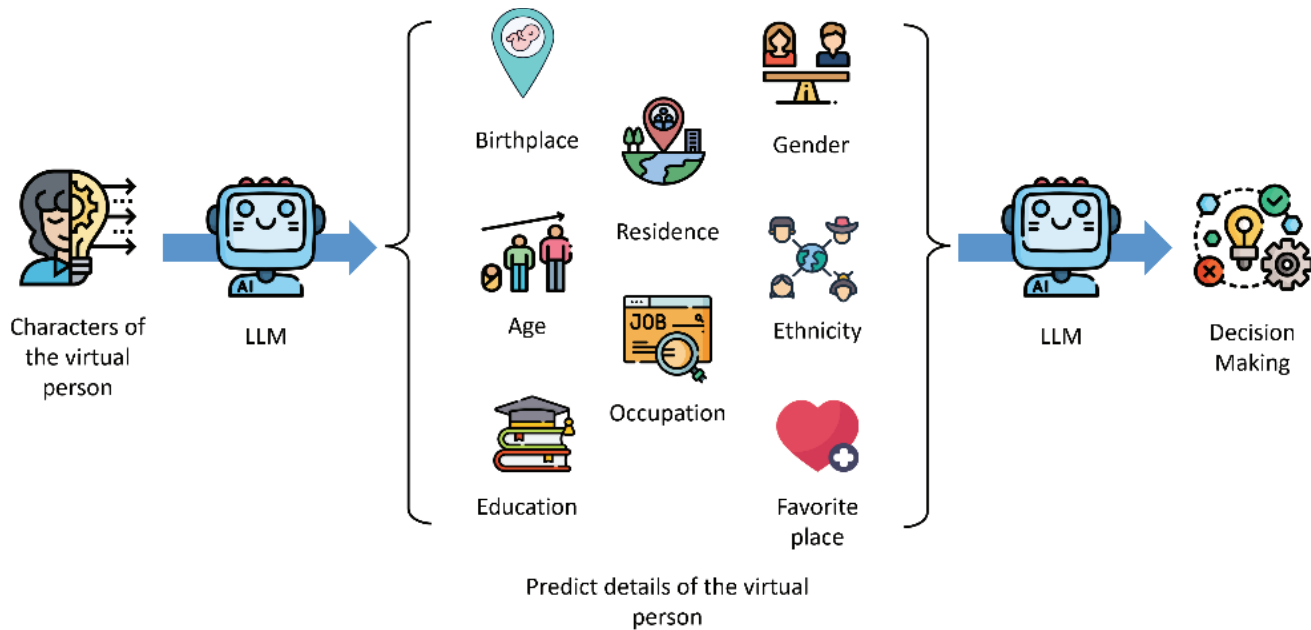 Characters of
the virtual
person
AI
LLM
Birthplace
Gender
Residence
Age
JOB
Ethnicity
Occupation
Education
Favorite
place
Predict details of the virtual
person
AI
LLM
Decision
Making